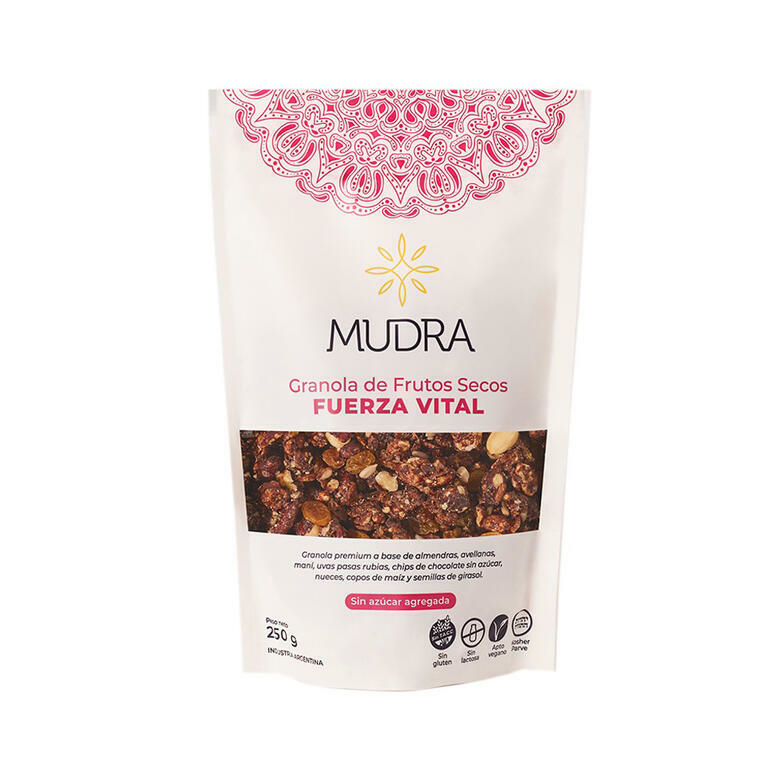 MUDRA
Granola de Frutos Secos
FUERZA VITAL
Granola premium a base de almendras, avellanas,
maní, uvas pasas rubias, chips de chocolate sin azúcar,
nueces, copos de maíz y semillas de girasol.
Sin azúcar agregada
Peso neto
250 g
INDUSTRIA ARGENTINA
Sin TACC
Sin
gluten
Sin
lactosa
Apto
vegano
Kosher
Parve